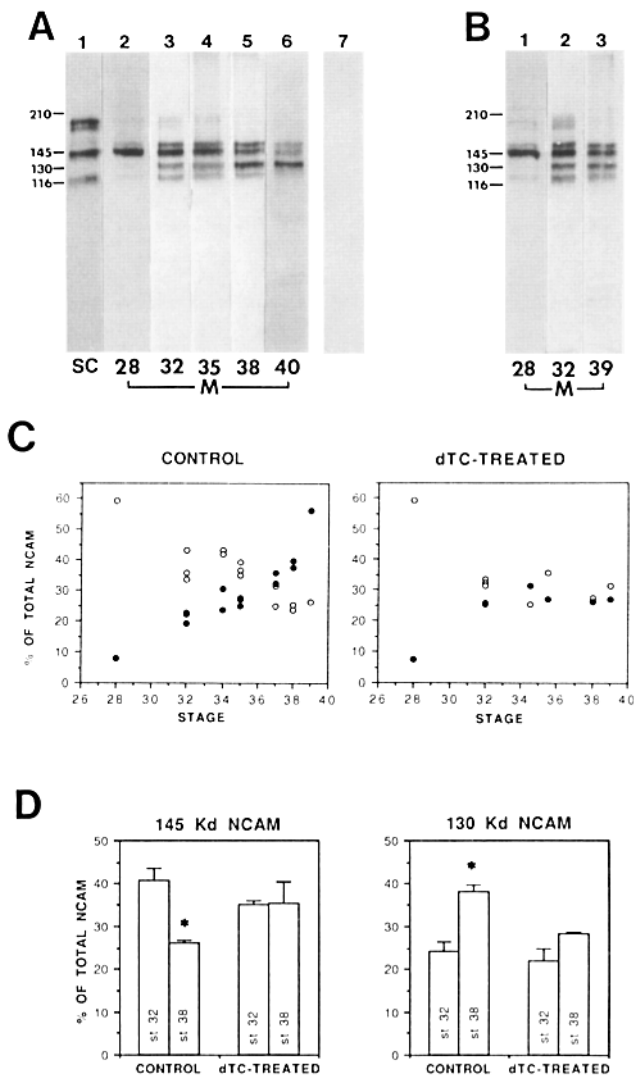 A
B
1 2 3 4 5 6 7
1 2 3
210
145
130
116
210
145
130
116
SC 28 32 35 38 40
M
28 32 39
M
C
CONTROL
dTC-TREATED
% OF TOTAL NCAM
60
50
40
30
20
10
0
26 28 30 32 34 36 38 40
STAGE
60
50
40
30
20
10
0
26 28 30 32 34 36 38 40
STAGE
D
145 Kd NCAM
130 Kd NCAM
% OF TOTAL NCAM
50
40
30
20
10
0
*
st 32
st 38
st 32
st 38
CONTROL dTC-TREATED
50
40
30
20
10
0
*
st 32
st 38
st 32
st 38
CONTROL dTC-TREATED